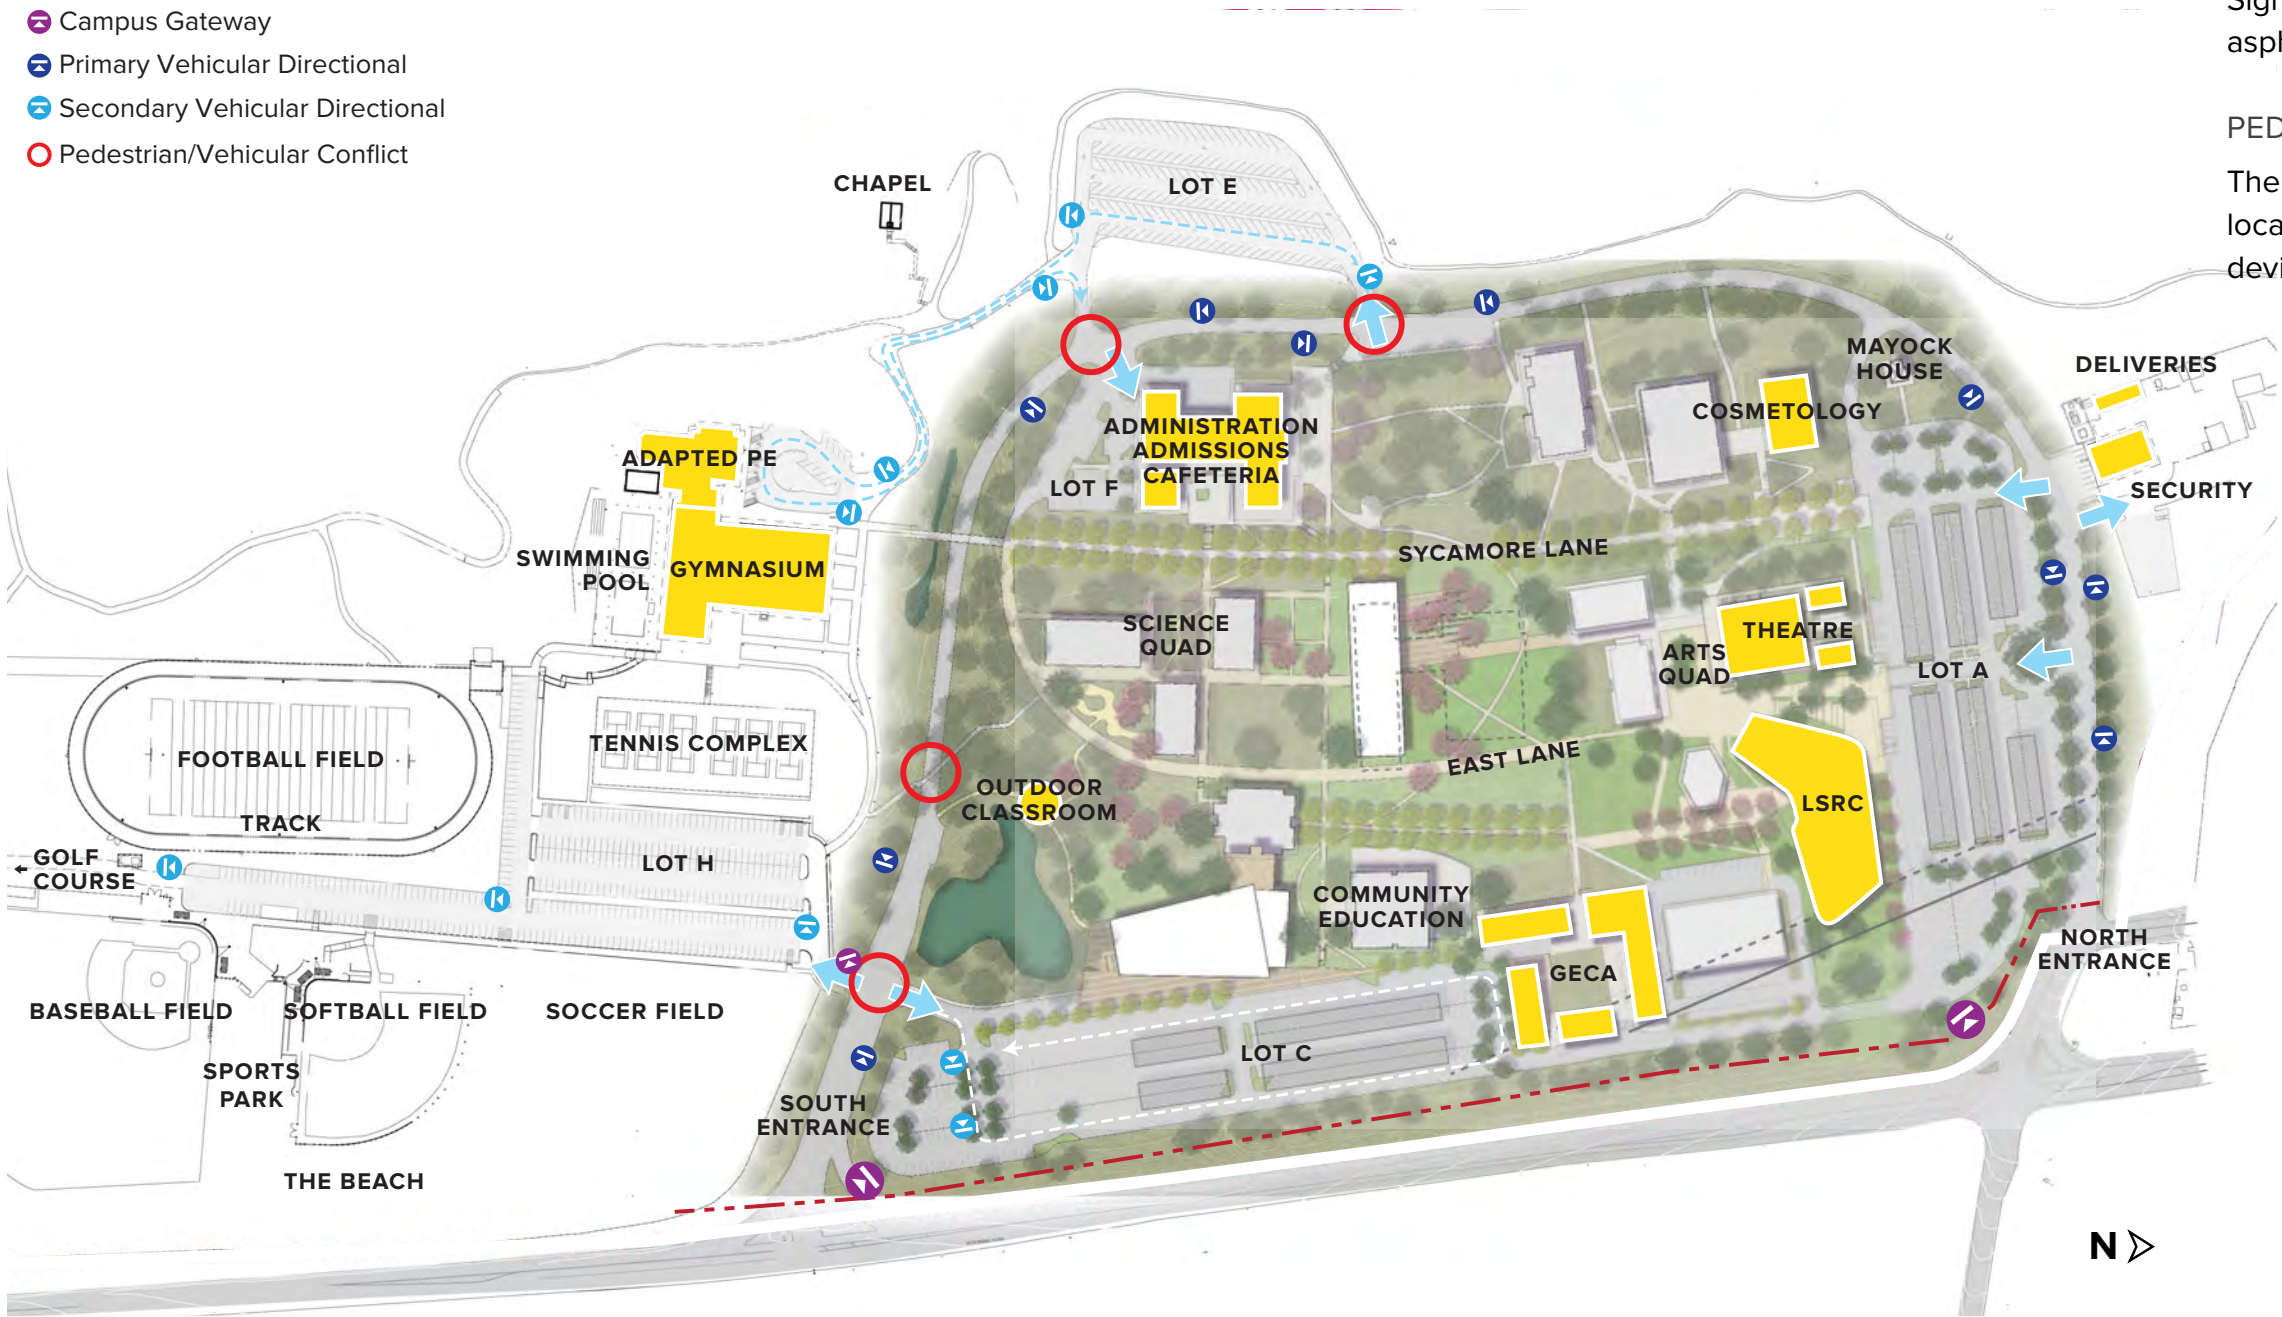 Campus Gateway
Primary Vehicular Directional
Secondary Vehicular Directional
Pedestrian/Vehicular Conflict
PED
The
CHAPEL
LOT E
MAYOCK
HOUSE
DELIVERIES
COSMETOLOGY
ADMINISTRATION
ADMISSIONS
CAFETERIA
ADAPTED PE
LOT F
SECURITY
SYCAMORE LANE
SWIMMING
POOL
GYMNASIUM
SCIENCE
QUAD
THEATRE
ARTS
QUAD
LOT A
FOOTBALL FIELD
TENNIS COMPLEX
EAST LANE
OUTDOOR
CLASSROOM
LSRC
TRACK
GOLF
COURSE
LOT H
COMMUNITY
EDUCATION
NORTH
ENTRANCE
GECA
BASEBALL FIELD
SOFTBALL FIELD
SOCCER FIELD
LOT C
SPORTS
PARK
SOUTH
ENTRANCE
THE BEACH
N